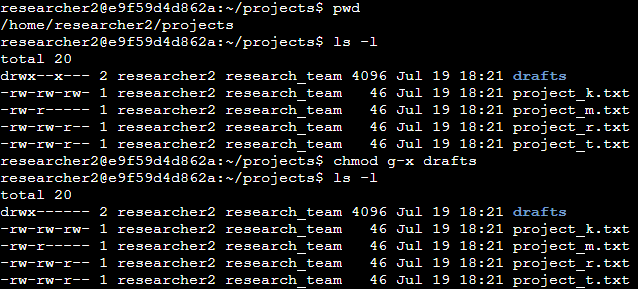 researcher2@e9f59d4d862a:~/projects$ pwd
/home/researcher2/projects
researcher2@e9f59d4d862a:~/projects$ ls -l
total 20
drwx--x--- 2 researcher2 research_team 4096 Jul 19 18:21 drafts
-rw-rw-rw- 1 researcher2 research_team   46 Jul 19 18:21 project_k.txt
-rw-r----- 1 researcher2 research_team   46 Jul 19 18:21 project_m.txt
-rw-rw-r-- 1 researcher2 research_team   46 Jul 19 18:21 project_r.txt
-rw-rw-r-- 1 researcher2 research_team   46 Jul 19 18:21 project_t.txt
researcher2@e9f59d4d862a:~/projects$ chmod g-x drafts
researcher2@e9f59d4d862a:~/projects$ ls -l
total 20
drwx------ 2 researcher2 research_team 4096 Jul 19 18:21 drafts
-rw-rw-rw- 1 researcher2 research_team   46 Jul 19 18:21 project_k.txt
-rw-r----- 1 researcher2 research_team   46 Jul 19 18:21 project_m.txt
-rw-rw-r-- 1 researcher2 research_team   46 Jul 19 18:21 project_r.txt
-rw-rw-r-- 1 researcher2 research_team   46 Jul 19 18:21 project_t.txt